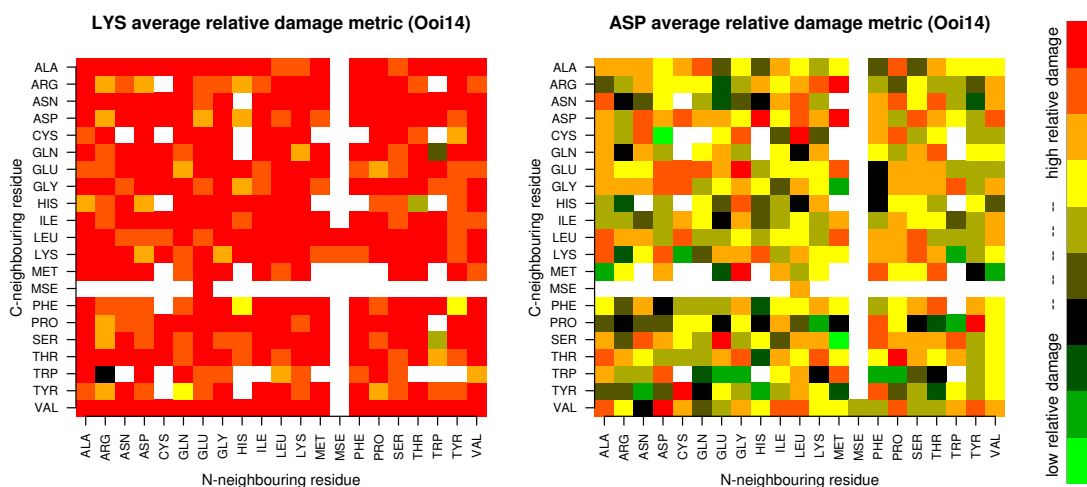 LYS average relative damage metric (Ooi14)
C-neighbouring residue
ALA
ARG
ASN
ASP
CYS
GLN
GLU
GLY
HIS
ILE
LEU
LYS
MET
MSE
PHE
PRO
SER
THR
TRP
TYR
VAL
ALA ARG ASN ASP CYS GLN GLU GLY HIS ILE LEU LYS MET MSE PHE PRO SER THR TRP TYR VAL
N-neighbouring residue
ASP average relative damage metric (Ooi14)
C-neighbouring residue
ALA
ARG
ASN
ASP
CYS
GLN
GLU
GLY
HIS
ILE
LEU
LYS
MET
MSE
PHE
PRO
SER
THR
TRP
TYR
VAL
ALA ARG ASN ASP CYS GLN GLU GLY HIS ILE LEU LYS MET MSE PHE PRO SER THR TRP TYR VAL
N-neighbouring residue
low relative damage -- -- -- high relative damage